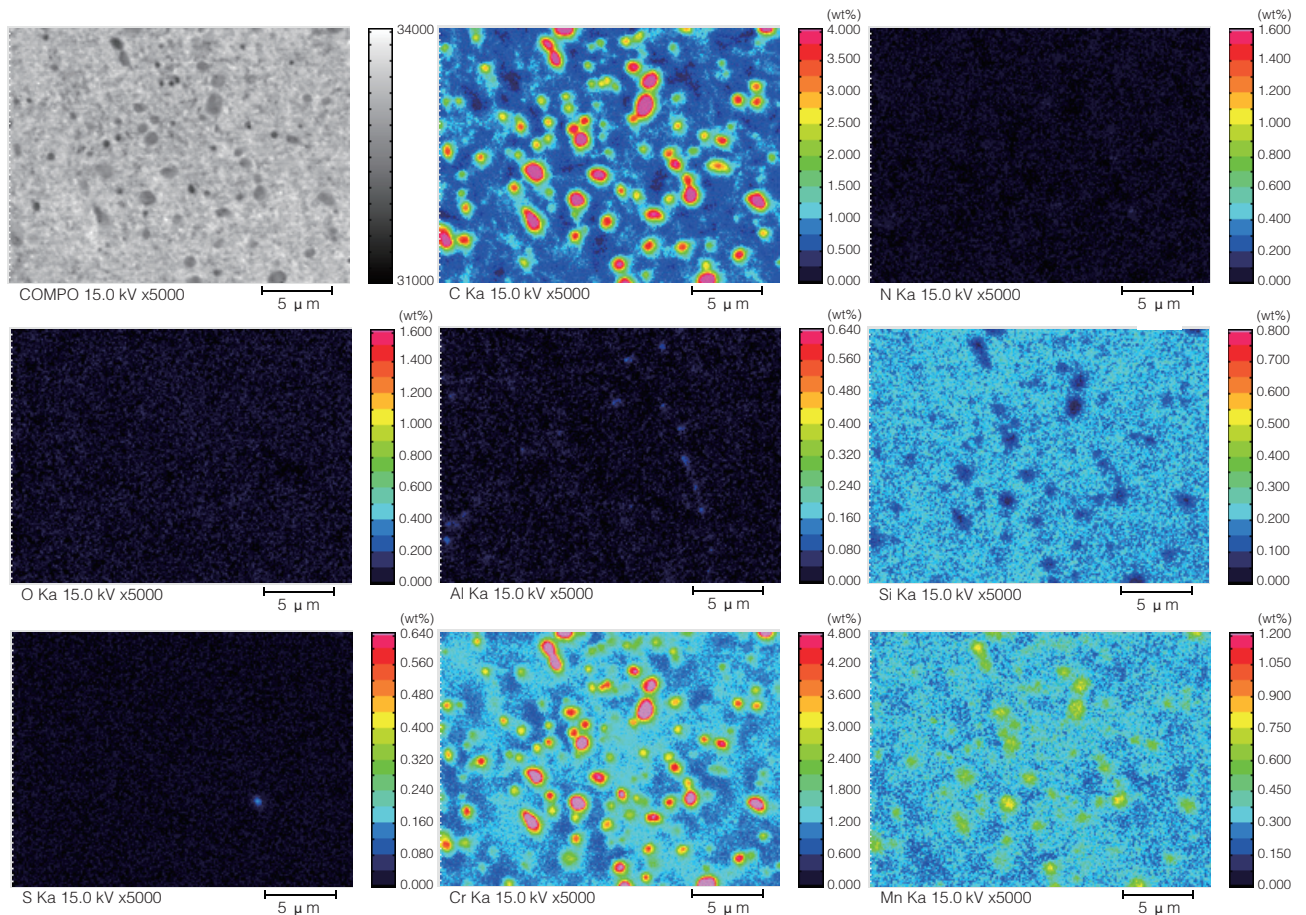 34000
31000
COMPO 15.0 kV x5000
5 μm
(wt%)
4.000
3.500
3.000
2.500
2.000
1.500
1.000
0.500
0.000
C Ka 15.0 kV x5000
5 μm
(wt%)
1.600
1.400
1.200
1.000
0.800
0.600
0.400
0.200
0.000
N Ka 15.0 kV x5000
5 μm
(wt%)
1.600
1.400
1.200
1.000
0.800
0.600
0.400
0.200
0.000
O Ka 15.0 kV x5000
5 μm
(wt%)
0.640
0.560
0.480
0.400
0.320
0.240
0.160
0.080
0.000
Al Ka 15.0 kV x5000
5 μm
(wt%)
0.800
0.700
0.600
0.500
0.400
0.300
0.200
0.100
0.000
Si Ka 15.0 kV x5000
5 μm
(wt%)
0.640
0.560
0.480
0.400
0.320
0.240
0.160
0.080
0.000
S Ka 15.0 kV x5000
5 μm
(wt%)
4.800
4.200
3.600
3.000
2.400
1.800
1.200
0.600
0.000
Cr Ka 15.0 kV x5000
5 μm
(wt%)
1.200
1.050
0.900
0.750
0.600
0.450
0.300
0.150
0.000
Mn Ka 15.0 kV x5000
5 μm